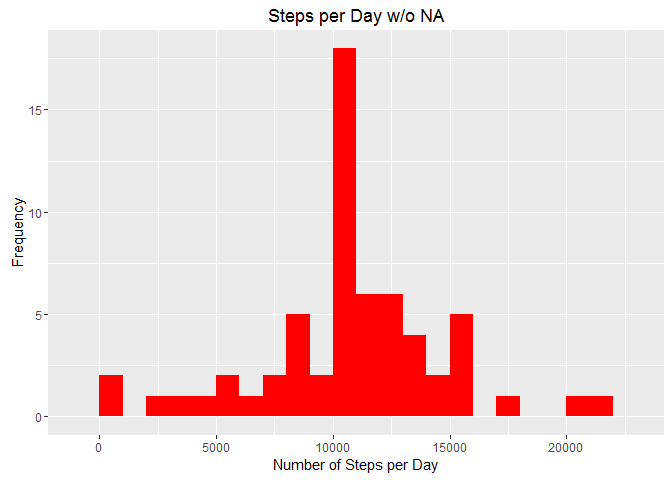 Steps per Day w/o NA
Frequency
15
10
5
0
0 5000 10000 15000 20000
Number of Steps per Day